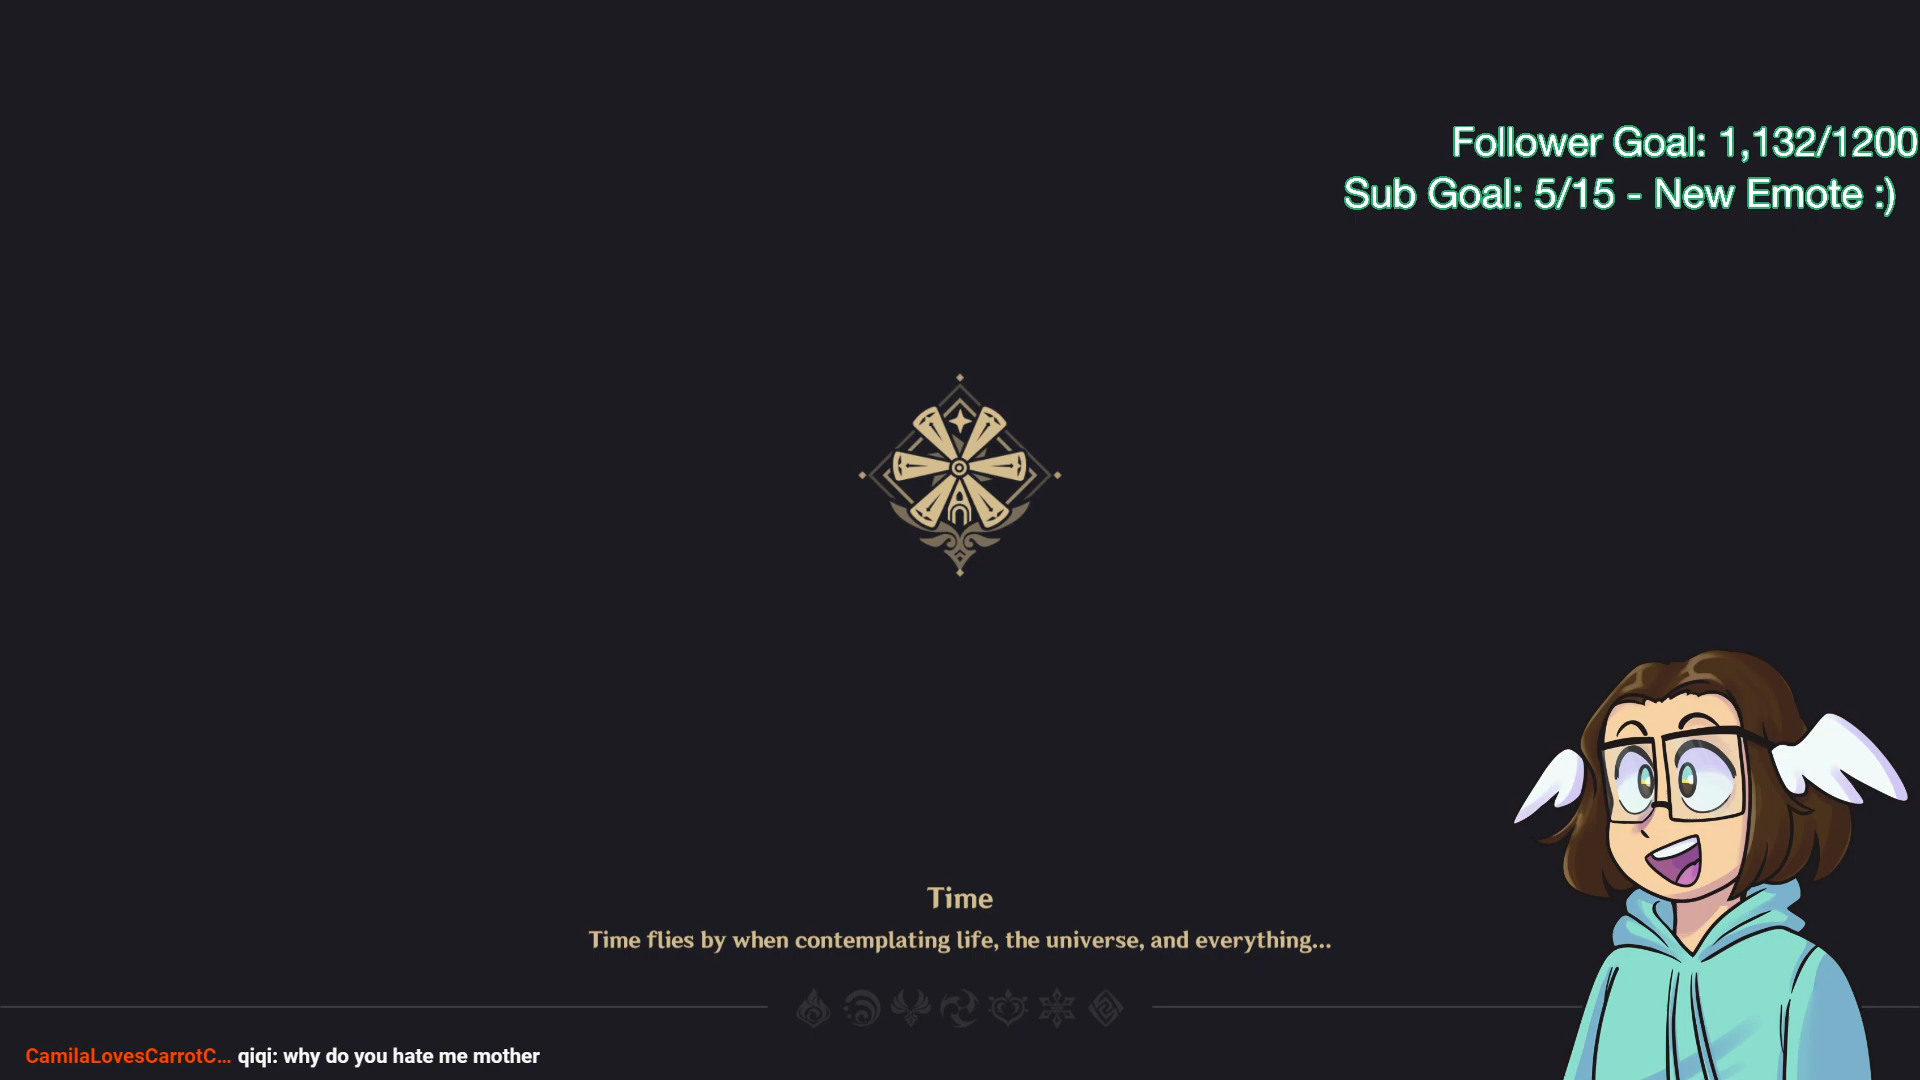 Follower Goal: 1,132/1200
Sub Goal: 5/15 - New Emote :)
Time
Time flies by when contemplating life, the universe, and everything...
CamilaLovesCarrotC... qiqi: why do you hate me mother